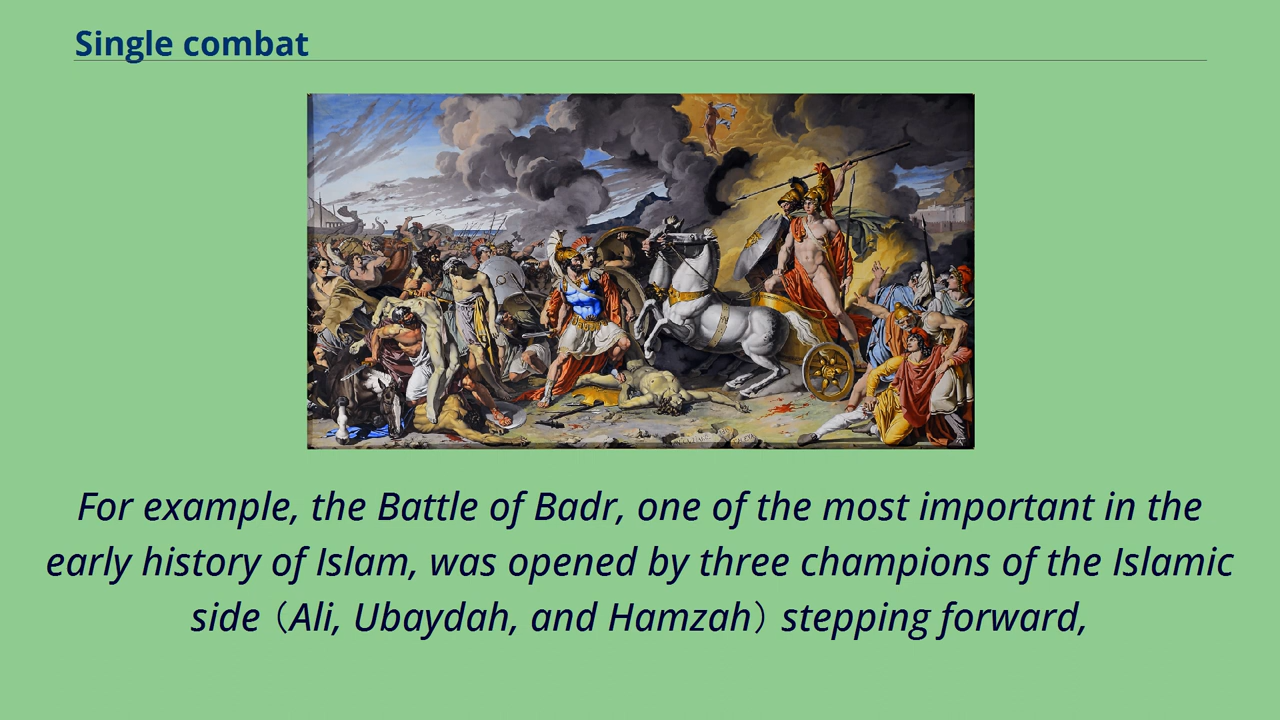 Single combat
For example, the Battle of Badr, one of the most important in the
early history of Islam, was opened by three champions of the Islamic
side（Ali, Ubaydah, and Hamzah）stepping forward,